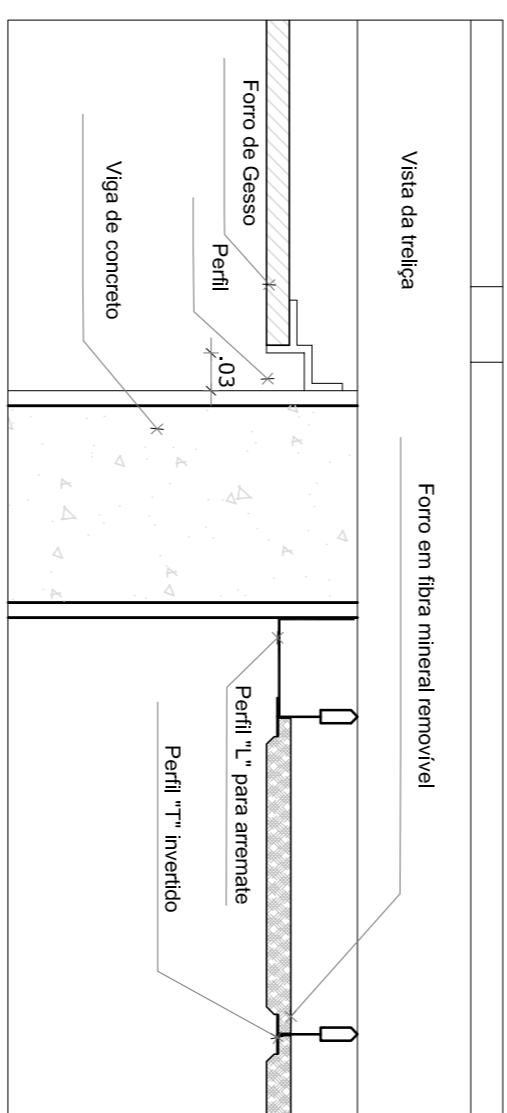 Vista da treliça
Forro em fibra mineral removível
Forro de Gesso
Perfil
.03
Viga de concreto
Perfil "L" para arremate
Perfil "T" invertido